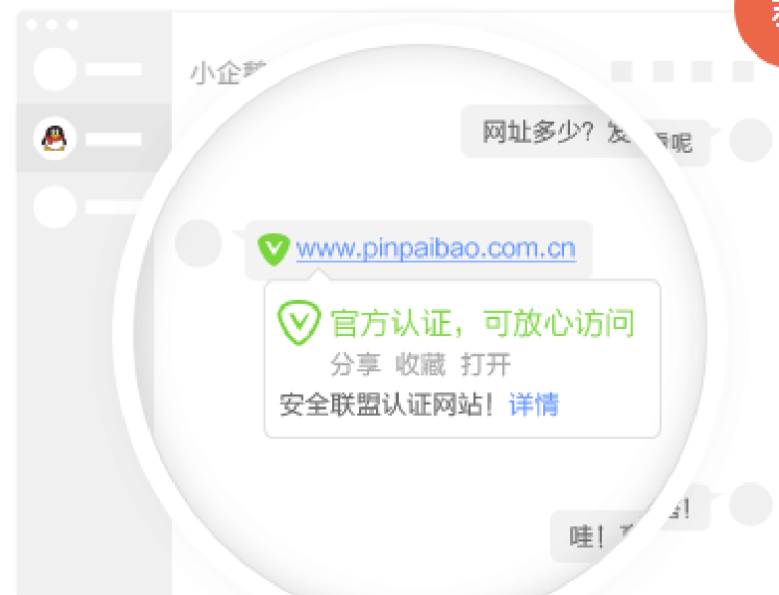 小企
网址多少？发
呢
www.pinpaibao.com.cn
官方认证，可放心访问
分享 收藏 打开
安全联盟认证网站！详情
哇！
！